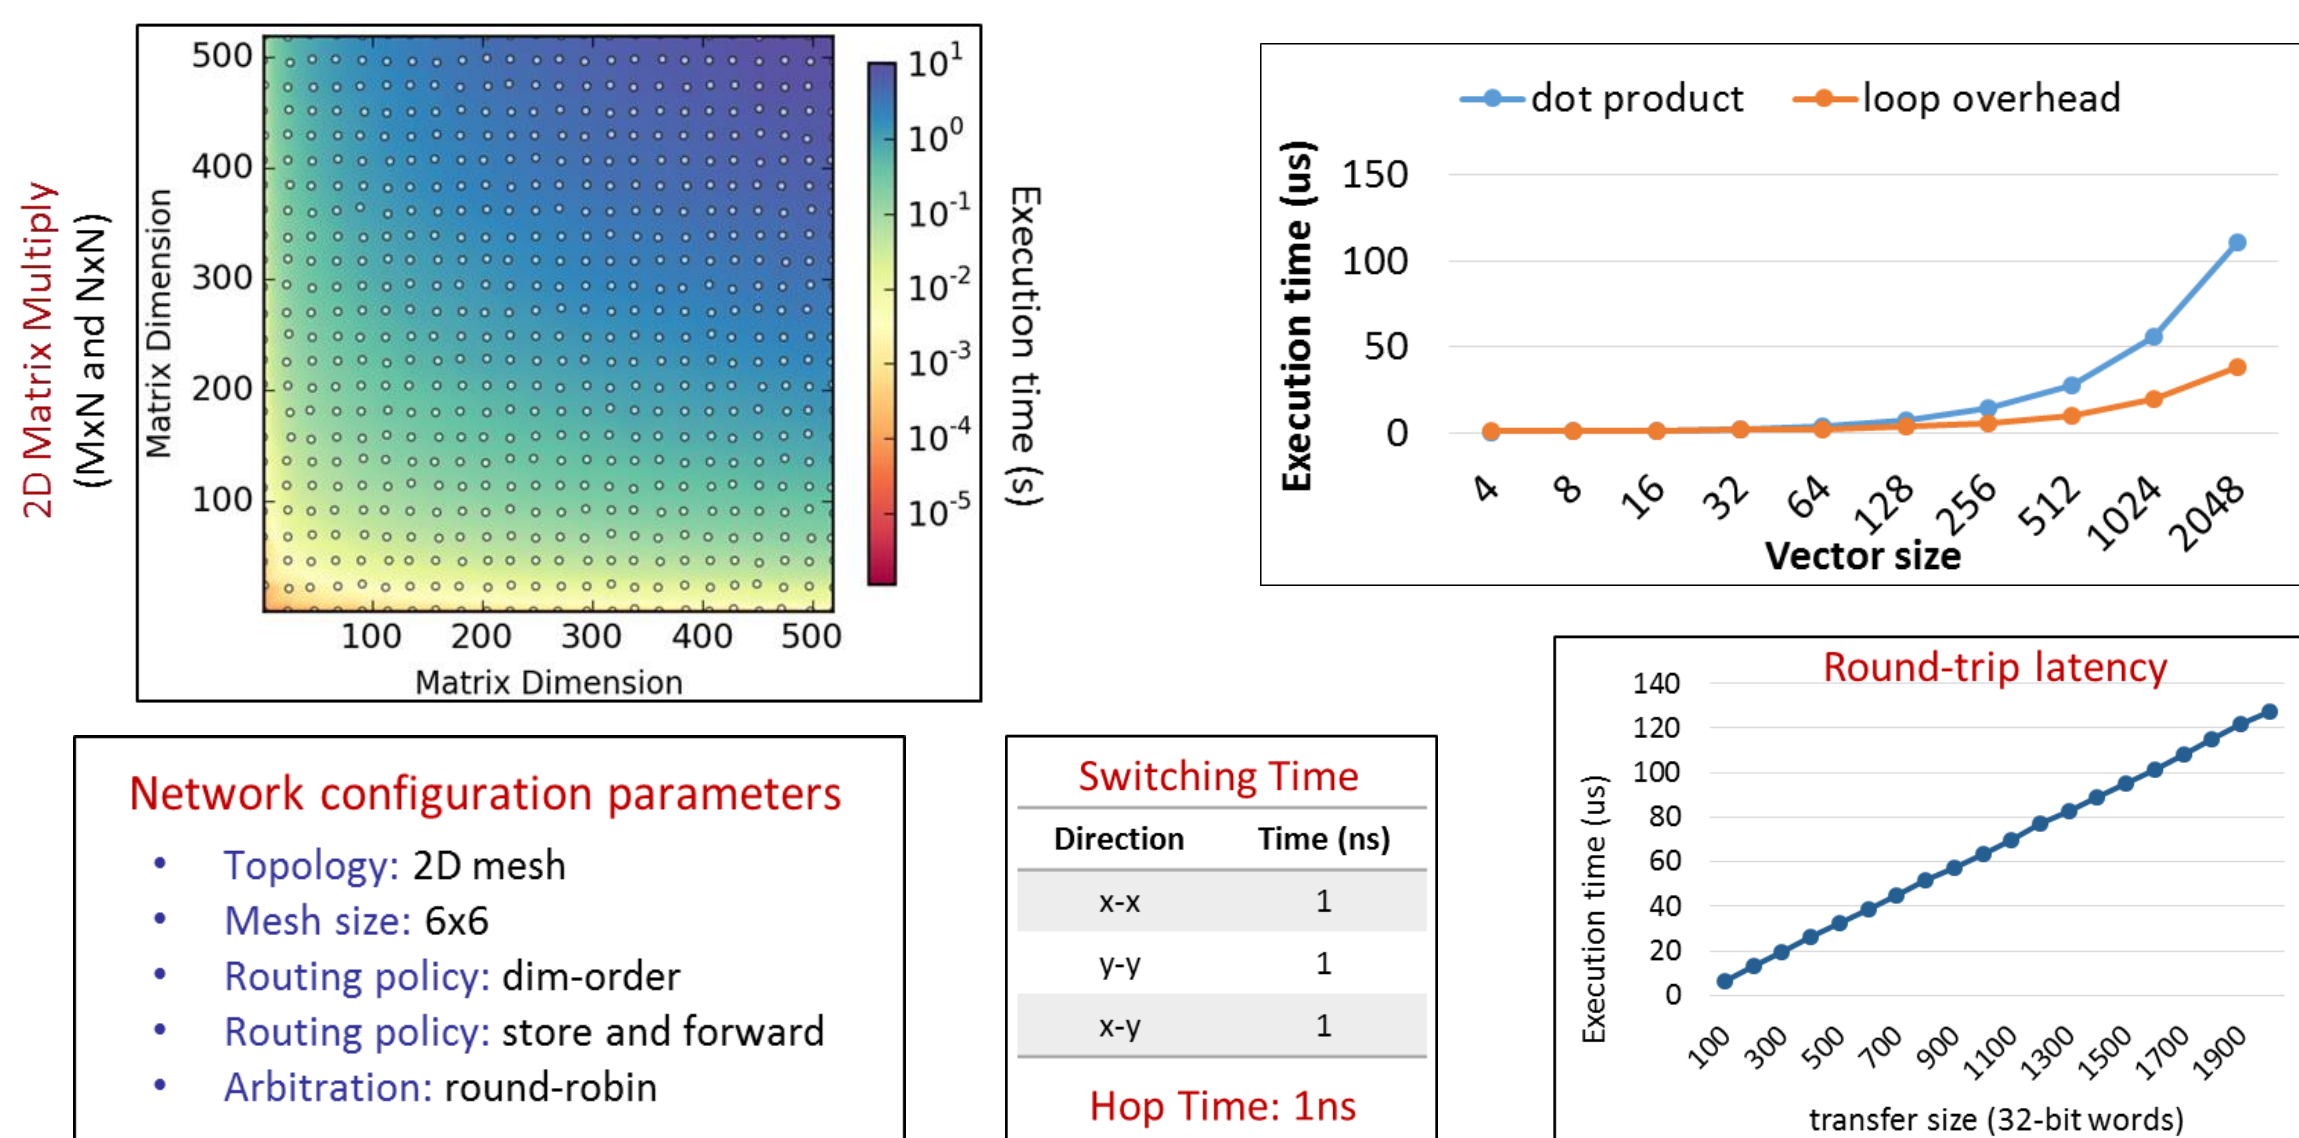 2D Matrix Multiply
(MxN and NxN)
Matrix Dimension
500
400
300
200
100
100 200 300 400 500
Matrix Dimension
10^1
10^0
10^-1
10^-2
10^-3
10^-4
10^-5
Execution time (s)
dot product loop overhead
Execution time (us)
150
100
50
0
4 8 16 32 64 128 256 512 1024 2048
Vector size
Network configuration parameters
• Topology: 2D mesh
• Mesh size: 6x6
• Routing policy: dim-order
• Routing policy: store and forward
• Arbitration: round-robin
Switching Time
Direction Time (ns)
x-x 1
y-y 1
x-y 1
Hop Time: 1ns
Round-trip latency
Execution time (us)
140
120
100
80
60
40
20
0
100 300 500 700 900 1100 1300 1500 1700 1900
transfer size (32-bit words)